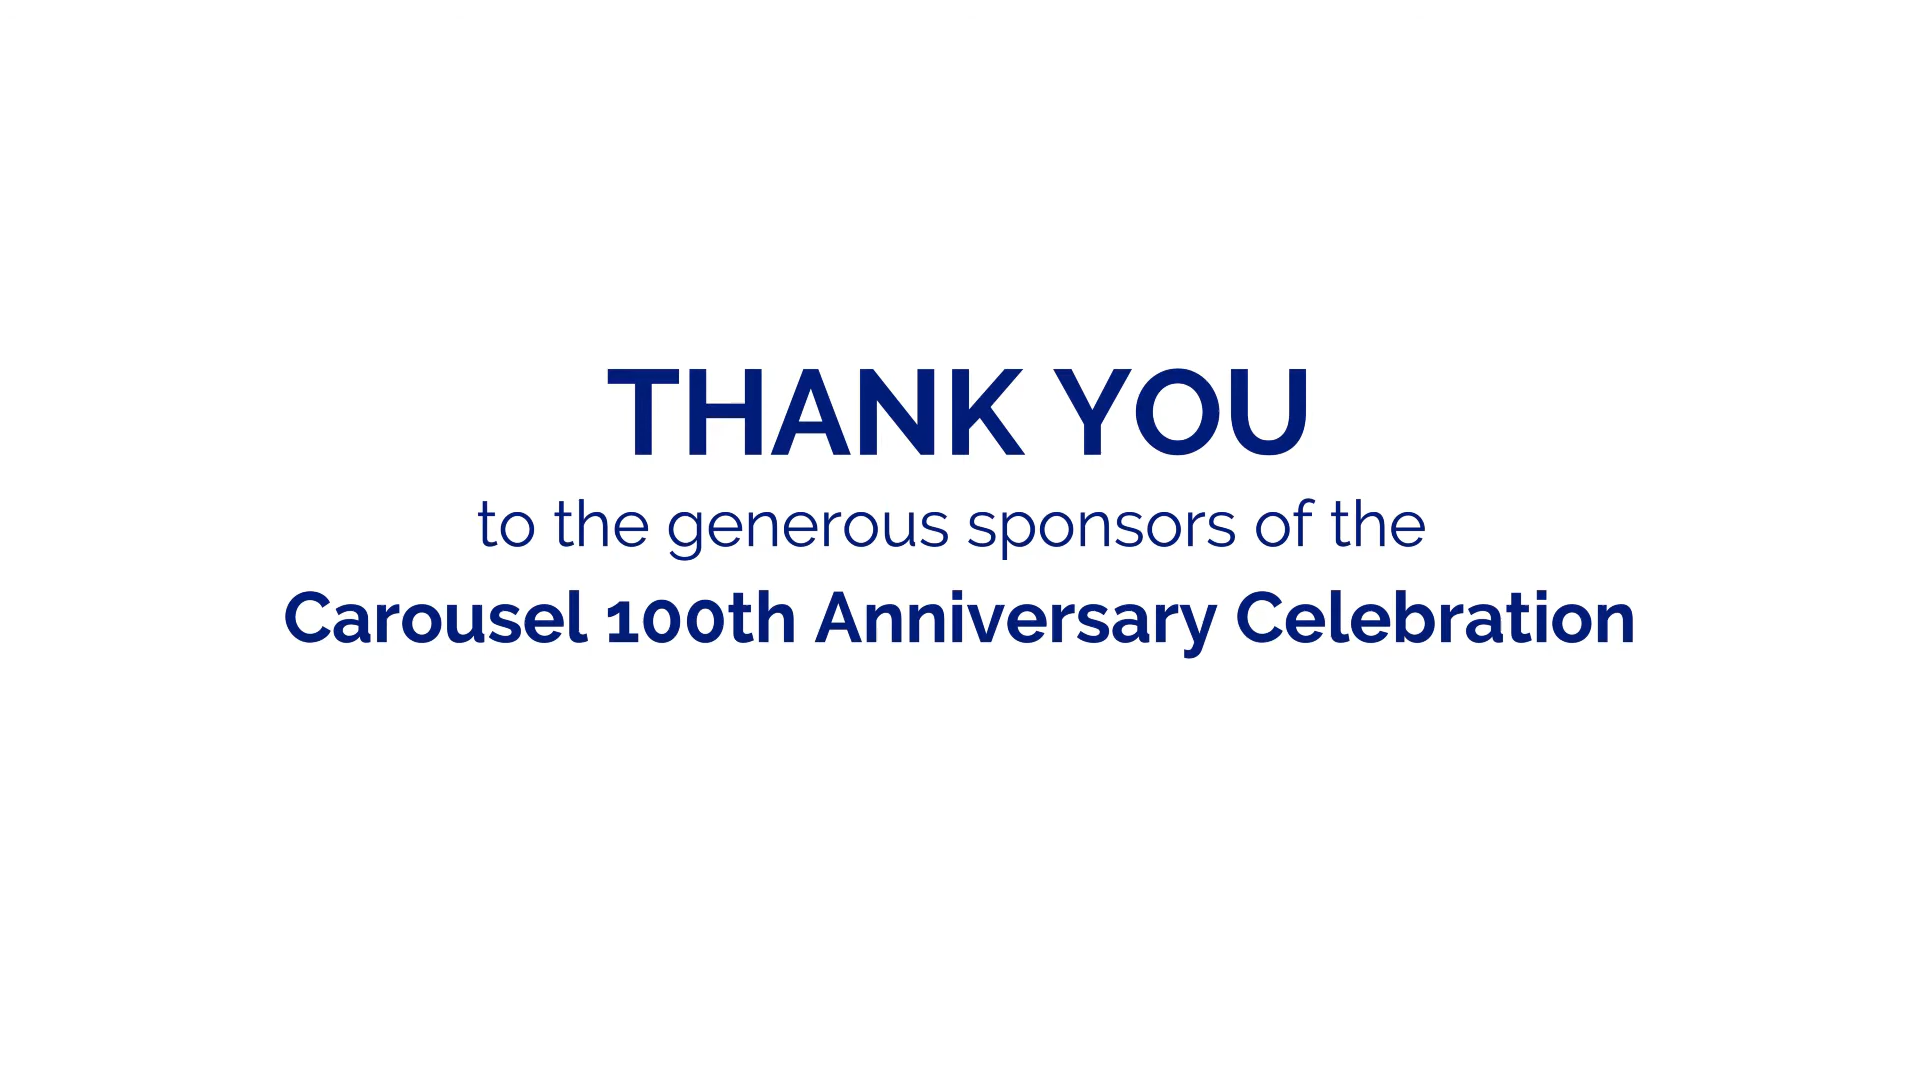 THANK YOU
to the generous sponsors of the
Carousel 100th Anniversary Celebration